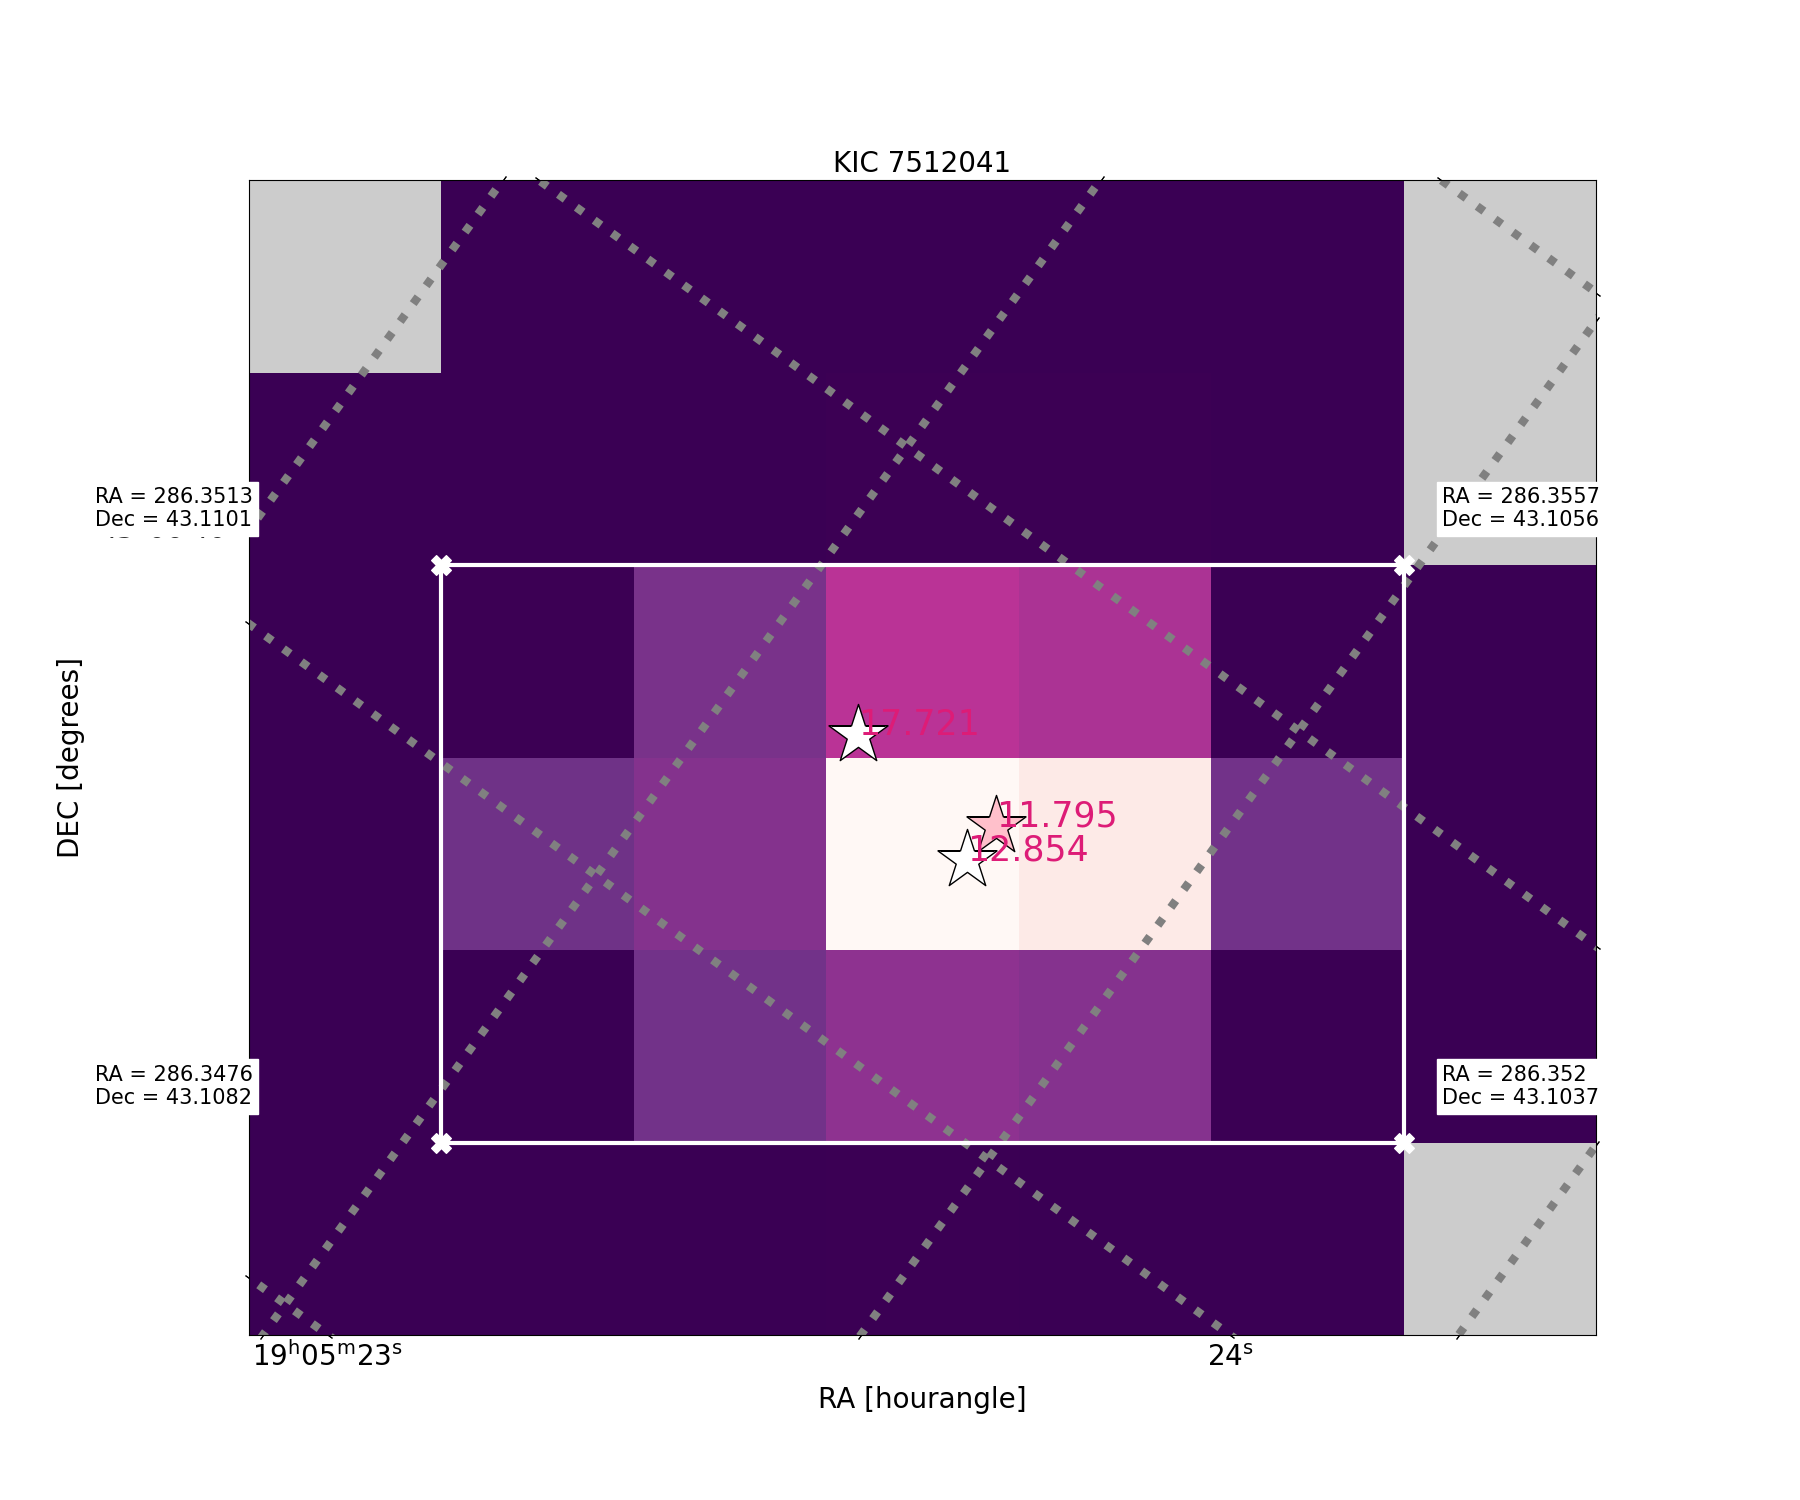 KIC 7512041
RA = 286.3513
Dec = 43.1101
RA = 286.3557
Dec = 43.1056
17.721
11.795
12.854
DEC [degrees]
RA = 286.3476
Dec = 43.1082
RA = 286.352
Dec = 43.1037
19ʰ05ᵐ23ˢ
24ˢ
RA [hourangle]